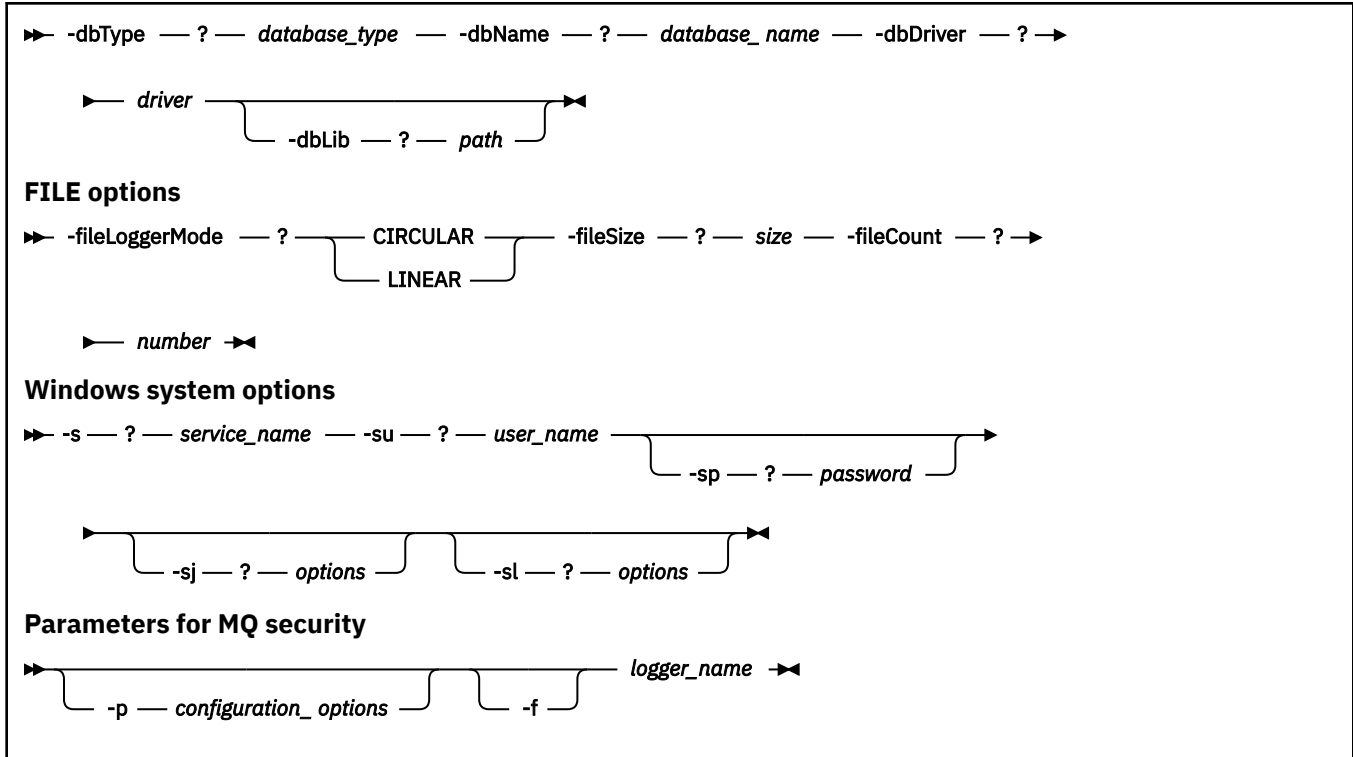 -dbType ? database_type -dbName ? database_ name -dbDriver ?
driver
-dbLib ? path
FILE options
-fileLoggerMode ? CIRCULAR -fileSize ? size -fileCount ?
LINEAR
number
Windows system options
-s ? service_name -su ? user_name
-sp ? password
-sj ? options -sl ? options
Parameters for MQ security
logger_name
-p configuration_ options -f